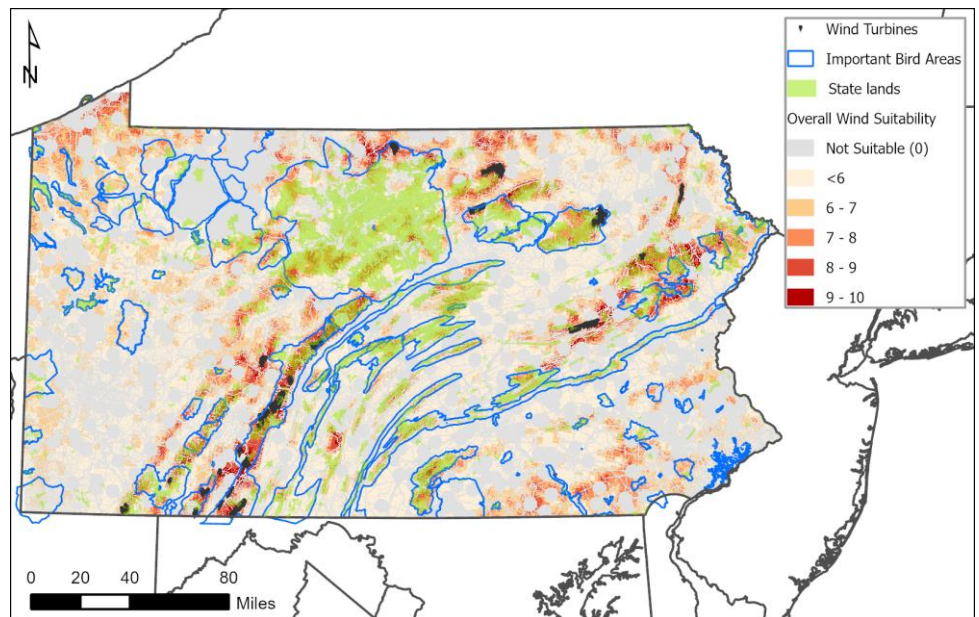 N
Wind Turbines
Important Bird Areas
State lands
Overall Wind Suitability
Not Suitable (0)
<6
6 - 7
7 - 8
8 - 9
9 - 10
0 20 40 80
Miles